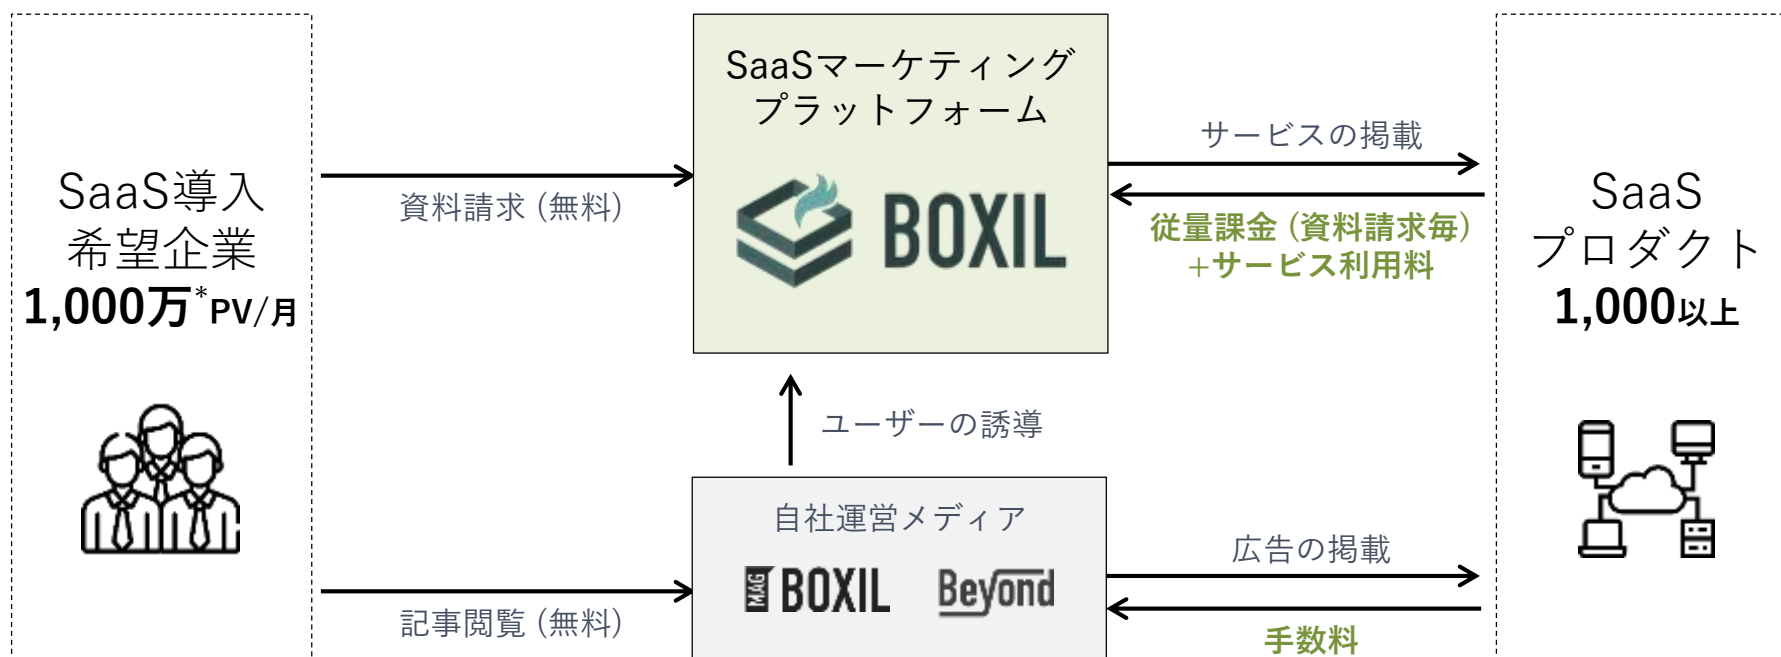 SaaS導入
希望企業
1,000万*PV/月
資料請求 (無料)
記事閲覧 (無料)
SaaSマーケティング
プラットフォーム
BOXIL
ユーザーの誘導
自社運営メディア
MAG BOXIL
Beyond
サービスの掲載
従量課金 (資料請求毎)
+サービス利用料
広告の掲載
手数料
SaaS
プロダクト
1,000以上